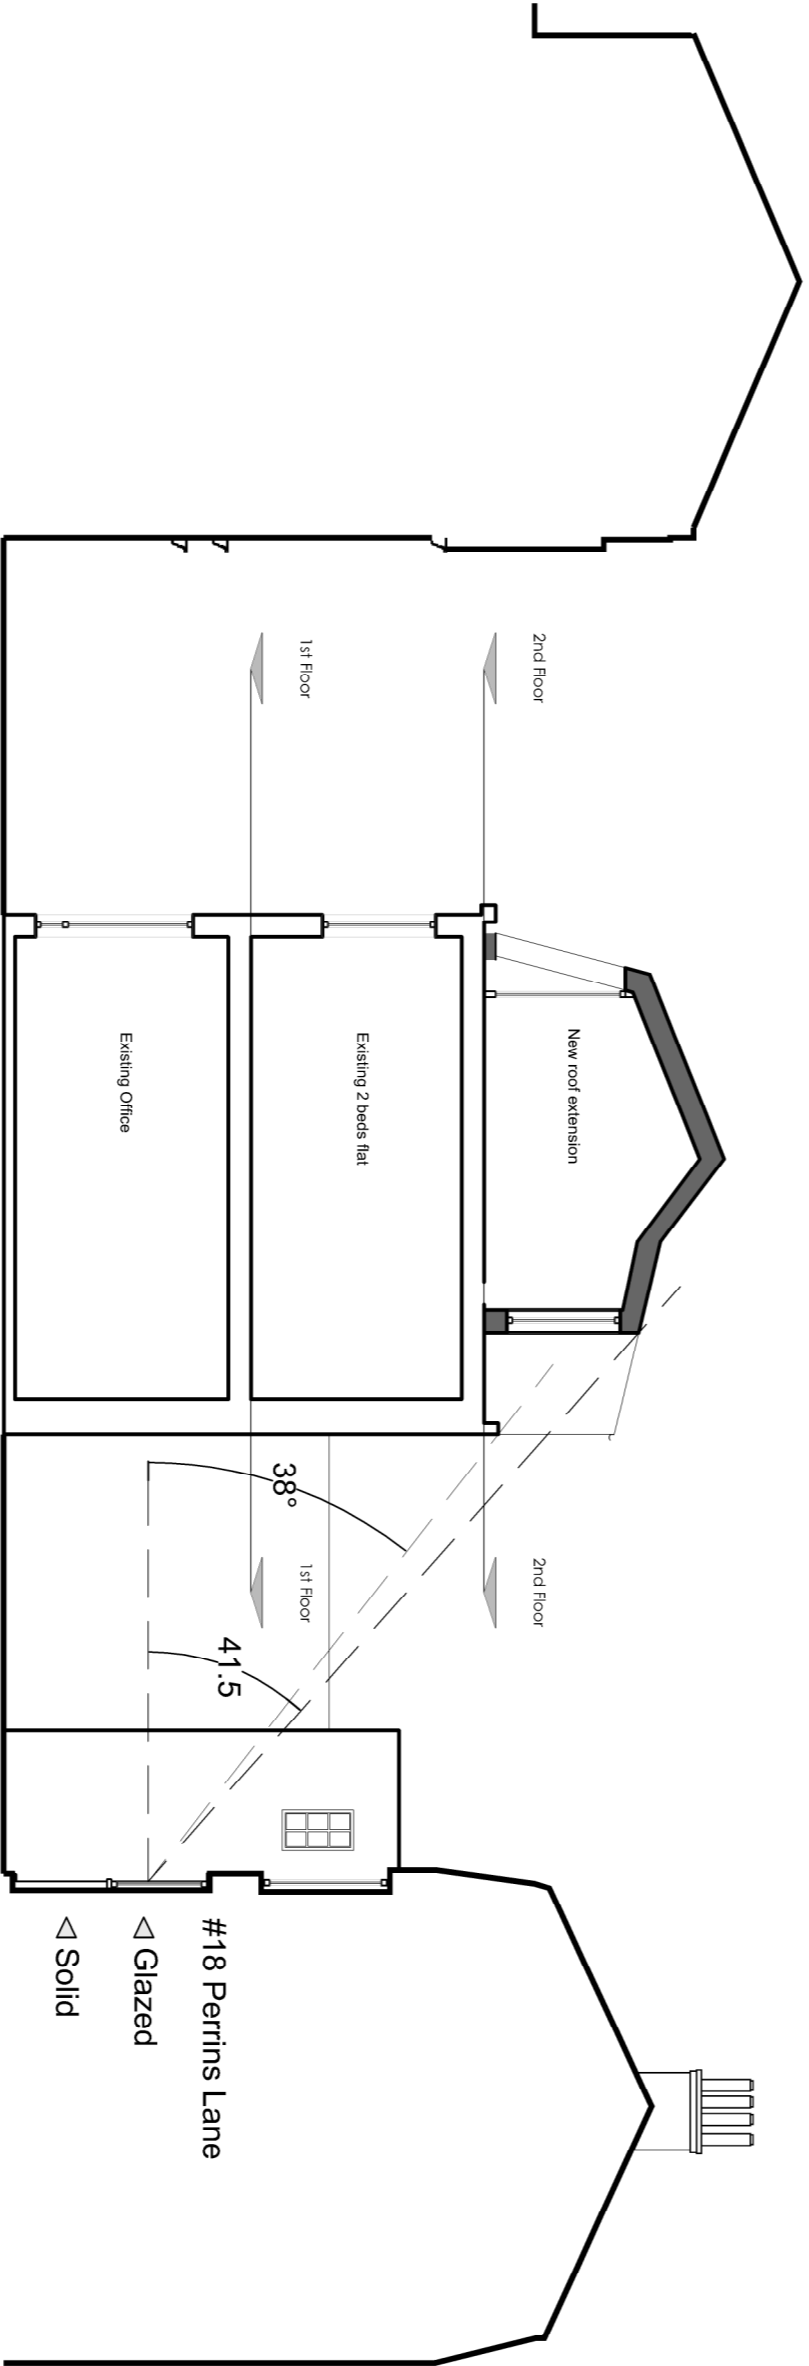 2nd Floor
1st Floor
New roof extension
Existing 2 beds flat
Existing Office
38°
2nd Floor
1st Floor
41.5
#18 Perrins Lane
Glazed
Solid